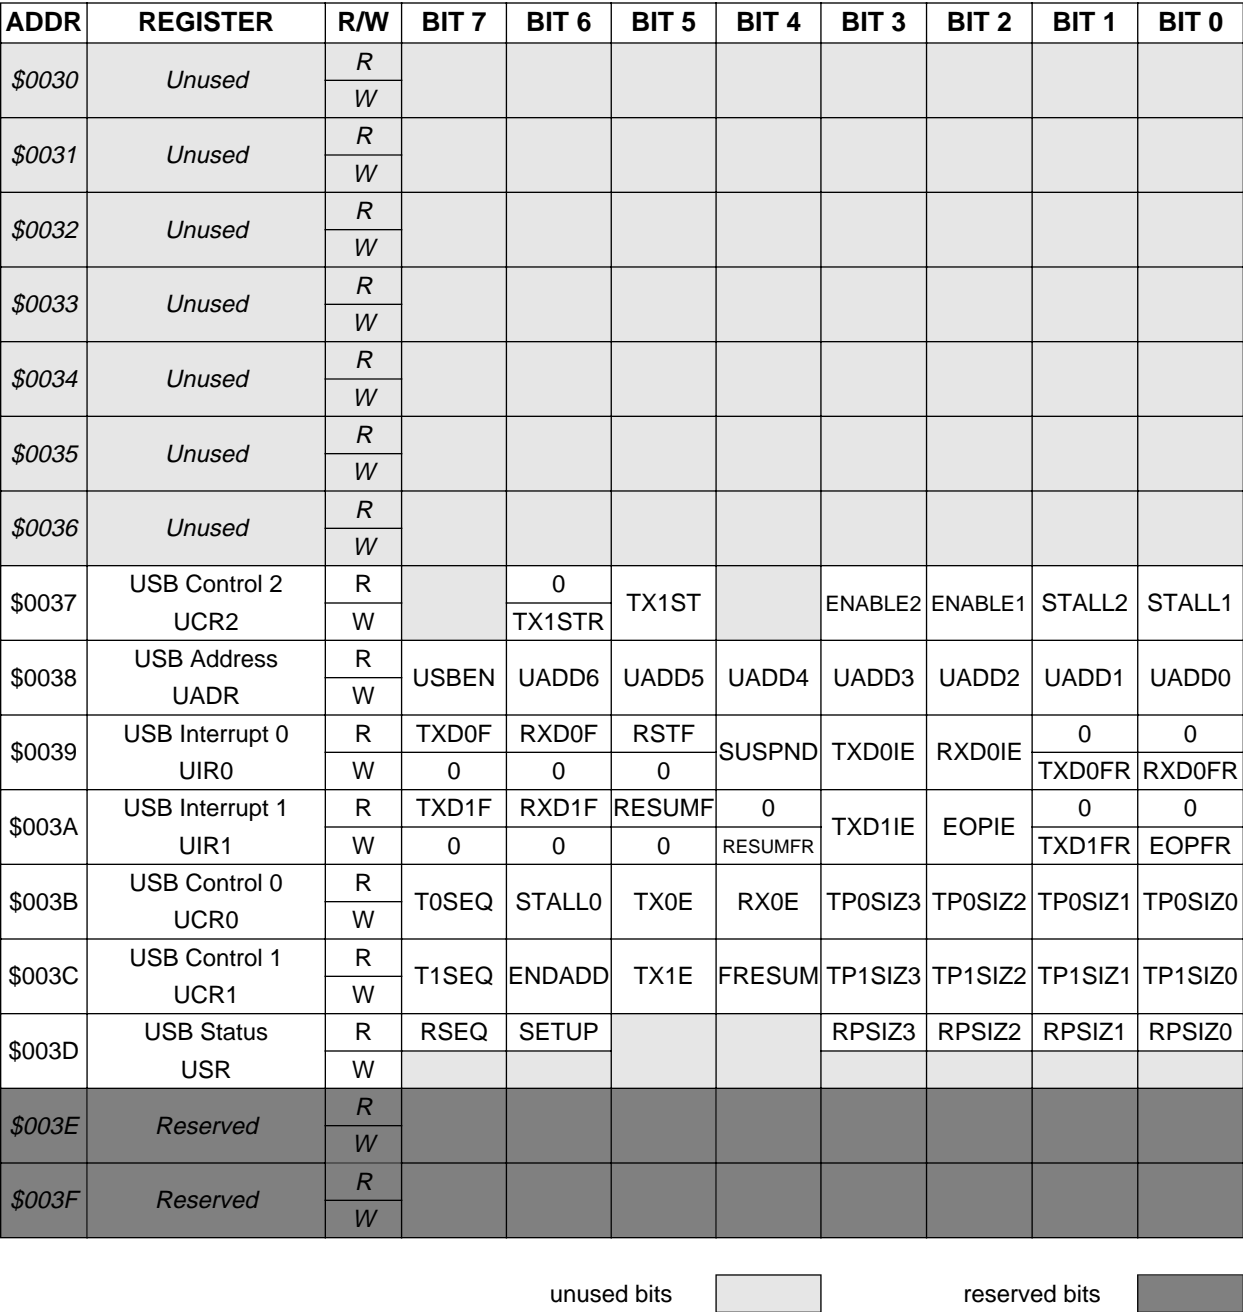 ADDR REGISTER R/W BIT 7 BIT 6 BIT 5 BIT 4 BIT 3 BIT 2 BIT 1 BIT 0
$0030 Unused R
W
$0031 Unused R
W
$0032 Unused R
W
$0033 Unused R
W
$0034 Unused R
W
$0035 Unused R
W
$0036 Unused R
W
$0037 USB Control 2 R 0 TX1ST ENABLE2 ENABLE1 STALL2 STALL1
UCR2 W TX1STR
$0038 USB Address R USBEN UADD6 UADD5 UADD4 UADD3 UADD2 UADD1 UADD0
UADR W
$0039 USB Interrupt 0 R TXD0F RXD0F RSTF SUSPND TXD0IE RXD0IE 0 0
UIR0 W 0 0 0 TXD0FR RXD0FR
$003A USB Interrupt 1 R TXD1F RXD1F RESUMF 0 TXD1IE EOPIE 0 0
UIR1 W 0 0 0 RESUMFR TXD1FR EOPFR
$003B USB Control 0 R T0SEQ STALL0 TX0E RX0E TP0SIZ3 TP0SIZ2 TP0SIZ1 TP0SIZ0
UCR0 W
$003C USB Control 1 R T1SEQ ENDADD TX1E FRESUM TP1SIZ3 TP1SIZ2 TP1SIZ1 TP1SIZ0
UCR1 W
$003D USB Status R RSEQ SETUP RPSIZ3 RPSIZ2 RPSIZ1 RPSIZ0
USR W
$003E Reserved R
W
$003F Reserved R
W
unused bits reserved bits